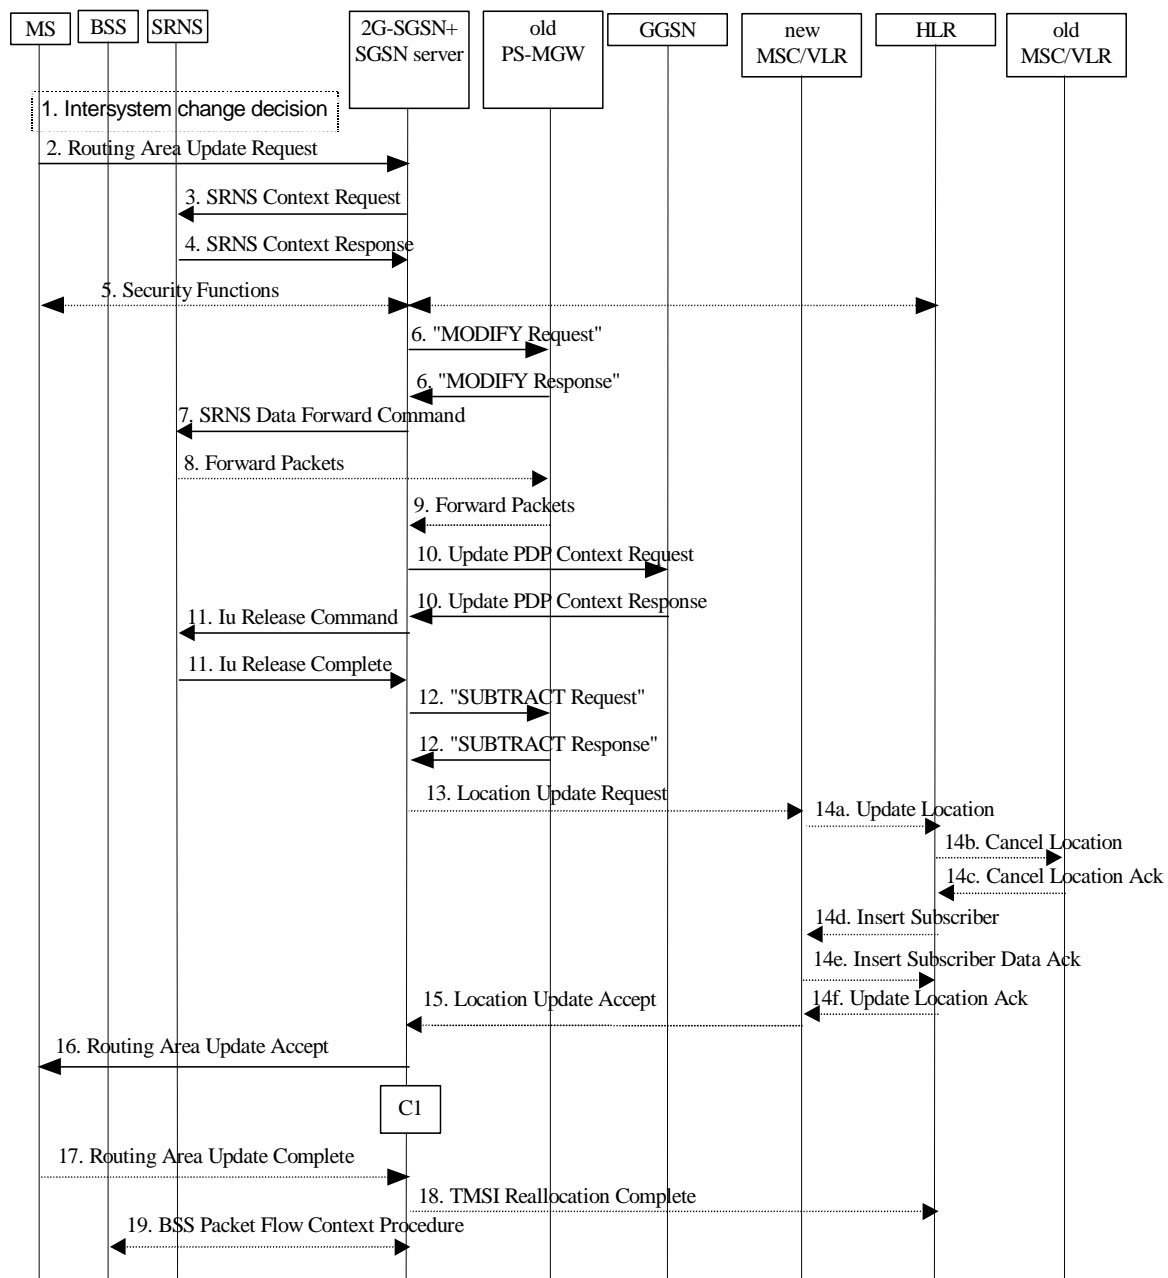 MS
BSS
SRNS
2G-SGSN+
SGSN server
old
PS-MGW
GGSN
new
MSC/VLR
HLR
old
MSC/VLR
1. Intersystem change decision
2. Routing Area Update Request
3. SRNS Context Request
4. SRNS Context Response
5. Security Functions
6. "MODIFY Request"
6. "MODIFY Response"
7. SRNS Data Forward Command
8. Forward Packets
9. Forward Packets
10. Update PDP Context Request
10. Update PDP Context Response
11. Iu Release Command
11. Iu Release Complete
12. "SUBTRACT Request"
12. "SUBTRACT Response"
13. Location Update Request
14a. Update Location
14b. Cancel Location
14c. Cancel Location Ack
14d. Insert Subscriber
14e. Insert Subscriber Data Ack
14f. Update Location Ack
15. Location Update Accept
16. Routing Area Update Accept
C1
17. Routing Area Update Complete
18. TMSI Reallocation Complete
19. BSS Packet Flow Context Procedure